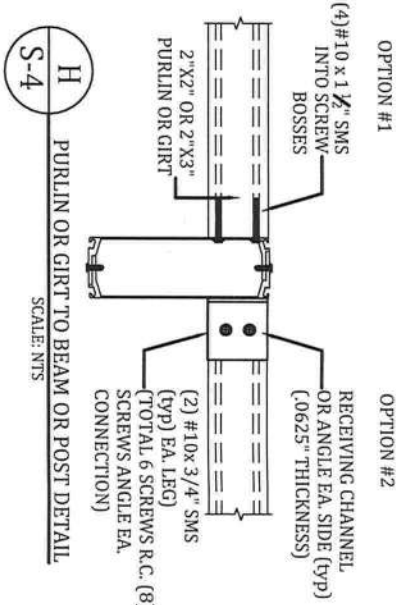 OPTION #1
(4)#10 x 1 ½" SMS
INTO SCREW
BOSSES
2"X2" OR 2"X3"
PURLIN OR GIRT
OPTION #2
RECEIVING CHANNEL
OR ANGLE EA. SIDE (typ)
(.0625" THICKNESS)
(2) #10x 3/4" SMS
(typ) EA. LEG)
(TOTAL 6 SCREWS R.C. (8)
SCREWS ANGLE EA.
CONNECTION)
H
S-4
PURLIN OR GIRT TO BEAM OR POST DETAIL
SCALE: NTS